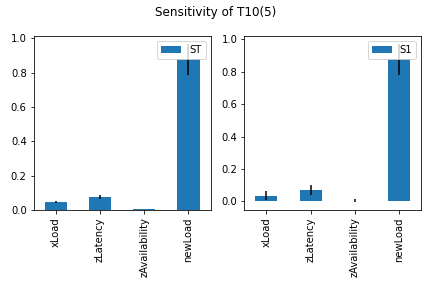 Sensitivity of T10(5)
1.0
0.8
0.6
0.4
0.2
0.0
ST
xLoad
zLatency
zAvailability
newLoad
1.0
0.8
0.6
0.4
0.2
0.0
S1
xLoad
zLatency
zAvailability
newLoad